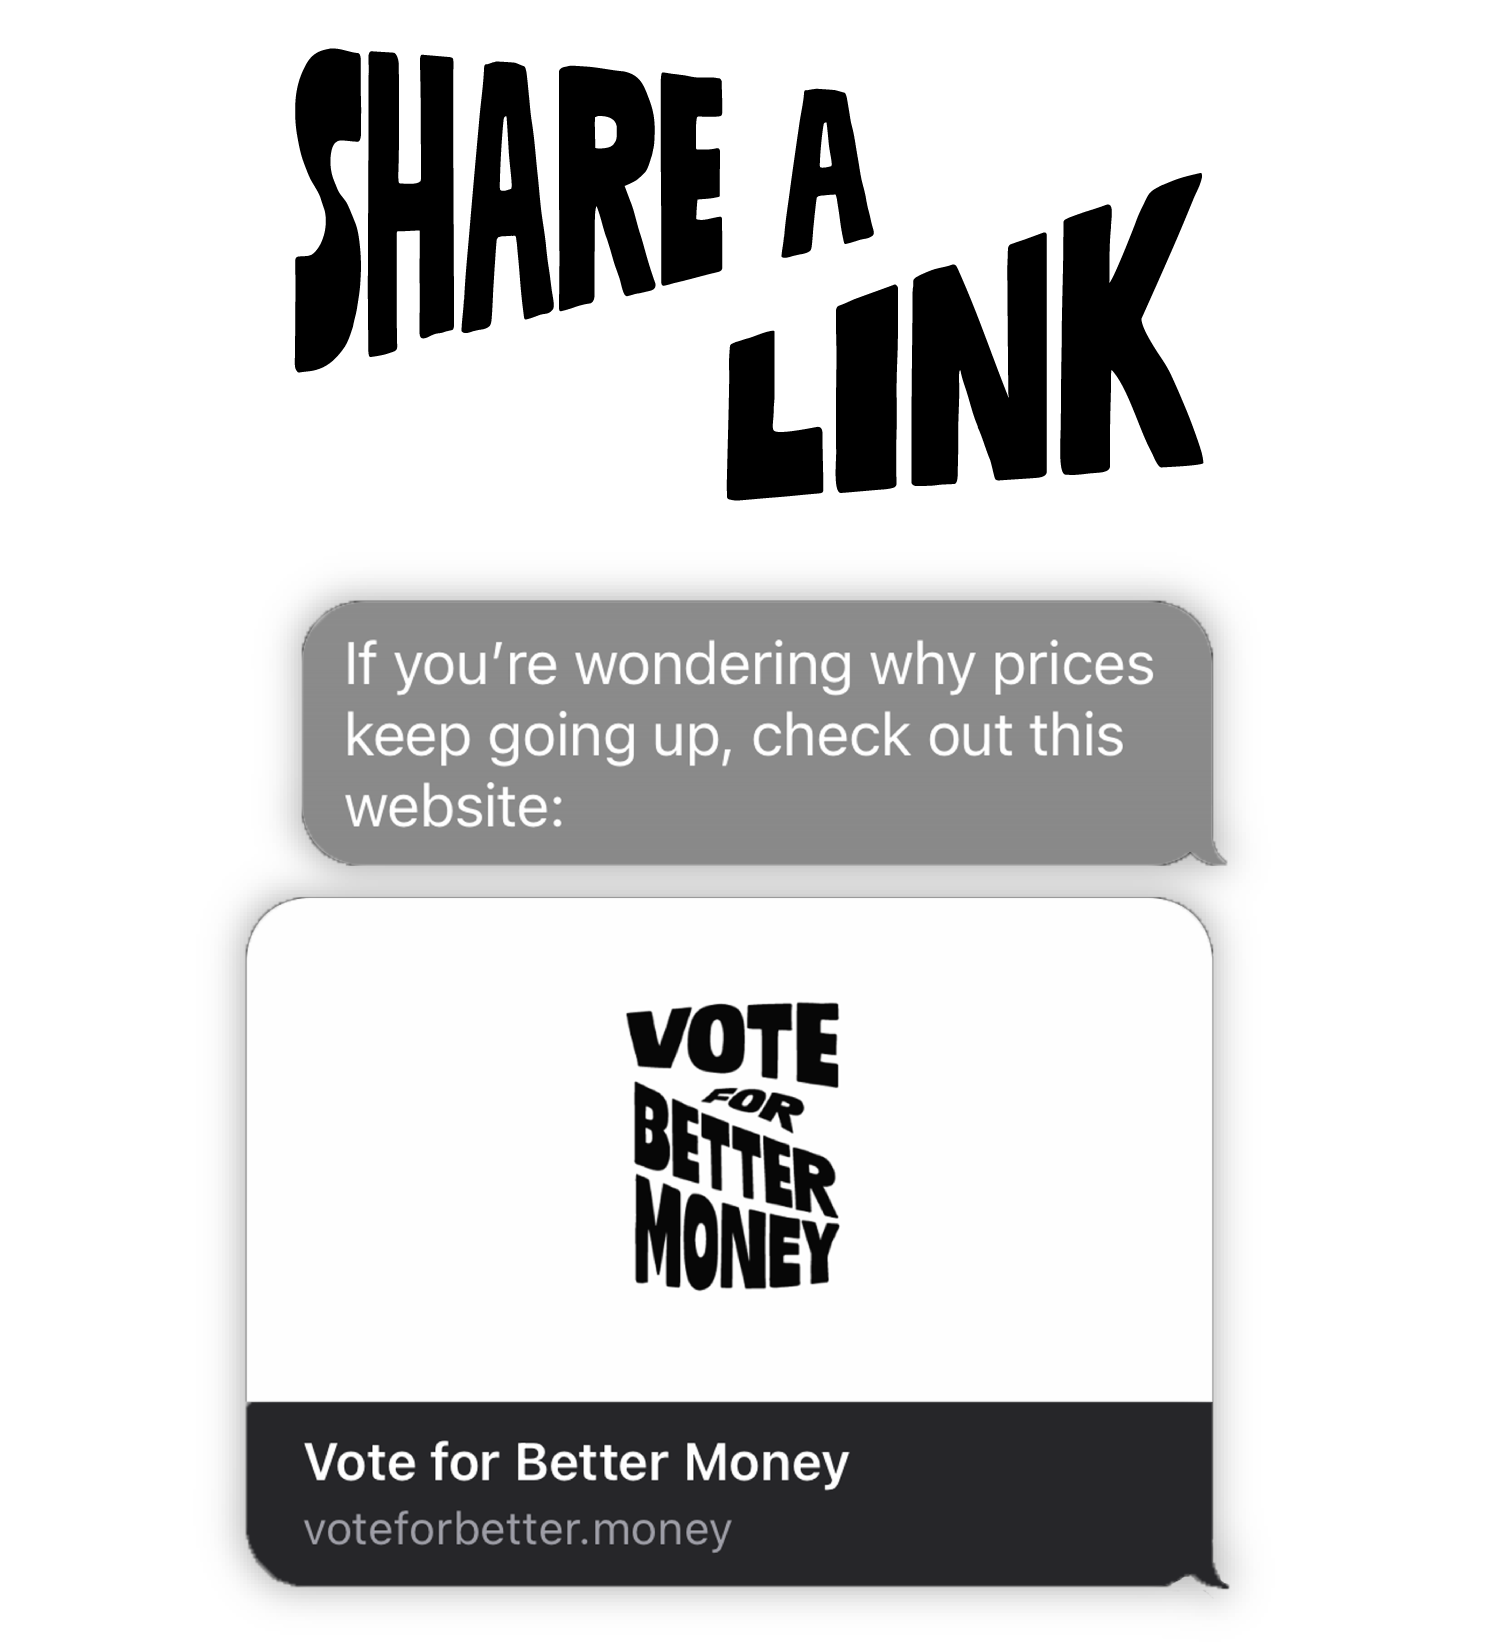 SHARE A
LINK
If you’re wondering why prices
keep going up, check out this
website:
VOTE
FOR
BETTER
MONEY
Vote for Better Money
voteforbetter.money